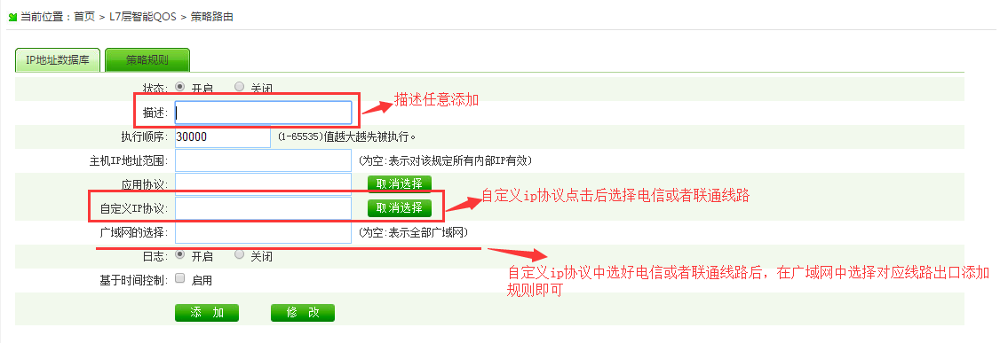 当前位置：首页 > L7层智能QOS > 策略路由
IP地址数据库 策略规则
状态: 开启 关闭
描述: 描述任意添加
执行顺序: 30000 (1-65535)值越大越先被执行。
主机IP地址范围: (为空:表示对该规定所有内部IP有效)
应用协议: 取消选择
自定义IP协议: 取消选择 自定义ip协议点击后选择电信或者联通线路
广域网的选择: (为空:表示全部广域网)
日志: 开启 关闭
自定义ip协议中选好电信或者联通线路后，在广域网中选择对应线路出口添加
规则即可
基于时间控制: 启用
添 加 修 改